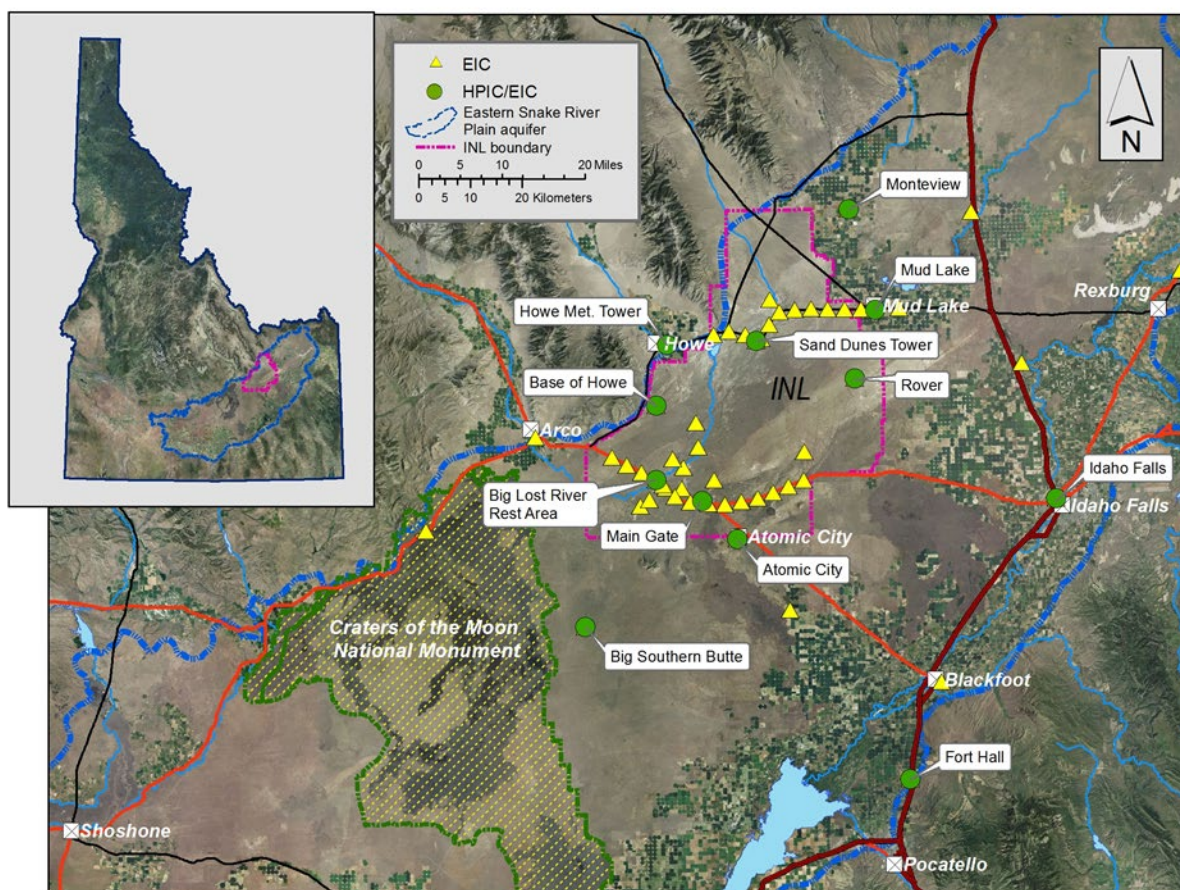 EIC
HPIC/EIC
Eastern Snake River
Plain aquifer
INL boundary
0 5 10 20 Miles
0 5 10 20 Kilometers
N
Monteview
Mud Lake
Mud Lake
Rexburg
Howe Met. Tower
Howe
Sand Dunes Tower
Base of Howe
INL
Rover
Arco
Big Lost River
Rest Area
Idaho Falls
Idaho Falls
Main Gate
Atomic City
Atomic City
Craters of the Moon
National Monument
Big Southern Butte
Blackfoot
Fort Hall
Shoshone
Pocatello